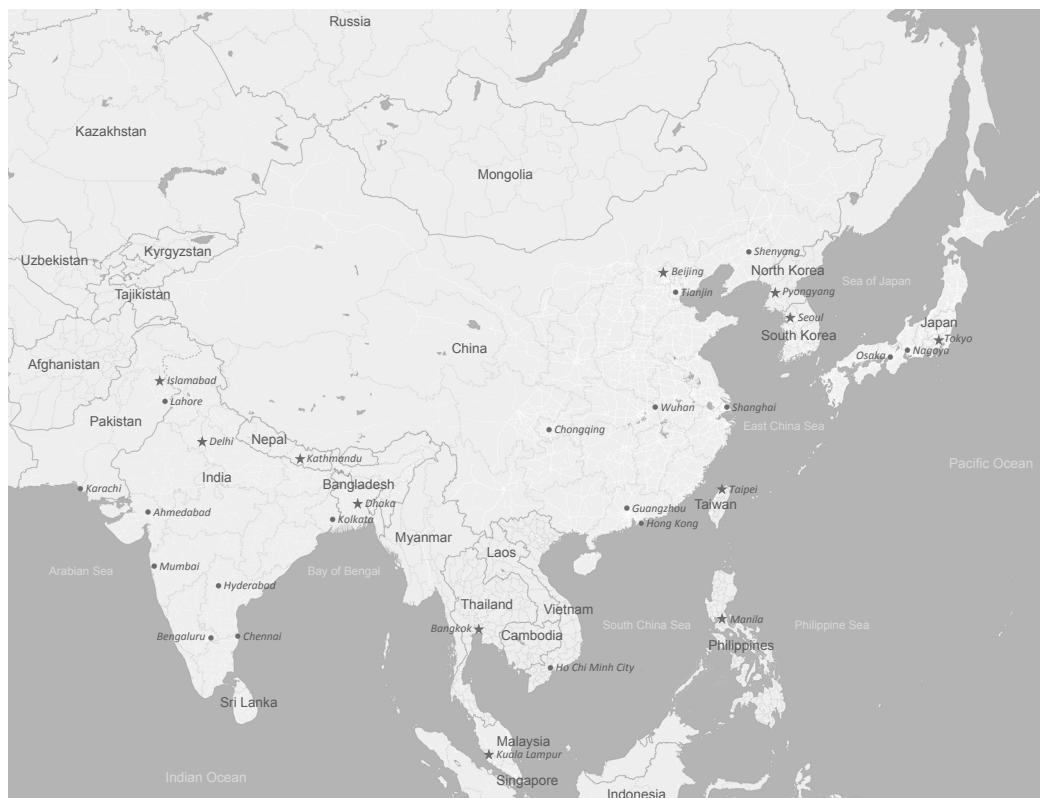 Russia
Kazakhstan
Mongolia
Kyrgyzstan
Uzbekistan
Shenyang
Beijing
North Korea
Sea of Japan
Tajikistan
Tianjin
Pyongyang
Seoul
Japan
South Korea
Tokyo
China
Nagoya
Osaka
Afghanistan
Islamabad
Lahore
Wuhan
Shanghai
Pakistan
East China Sea
Chongqing
Delhi
Nepal
Kathmandu
Pacific Ocean
India
Bangladesh
Karachi
Taipei
Dhaka
Taiwan
Ahmedabad
Guangzhou
Kolkata
Hong Kong
Myanmar
Laos
Mumbai
Arabian Sea
Bay of Bengal
Hyderabad
Thailand
Vietnam
Manila
South China Sea
Philippine Sea
Bangkok
Bengaluru
Chennai
Cambodia
Philippines
Ho Chi Minh City
Sri Lanka
Malaysia
Kuala Lampur
Indian Ocean
Singapore
Indonesia